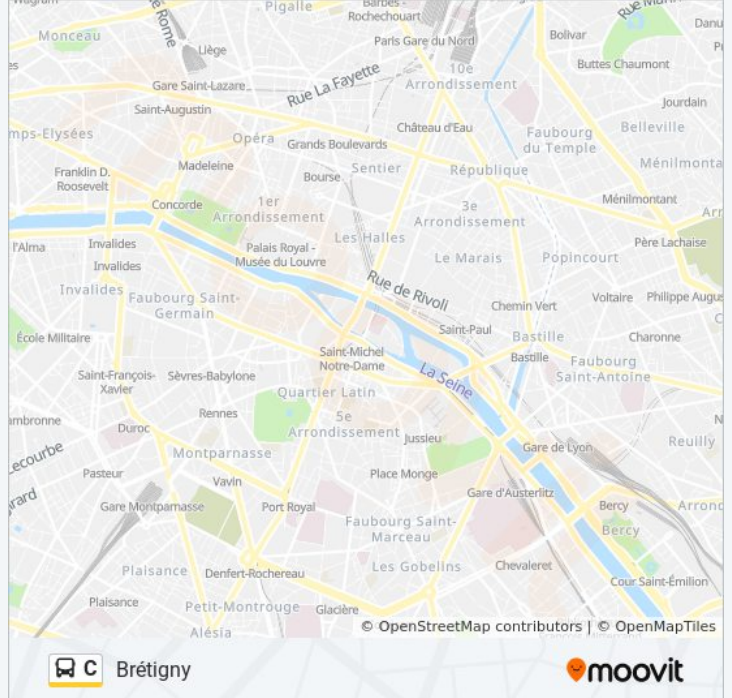 Wagram
Pigalle
Barbès -
Rochechouart
Rue de Rome
Monceau
Liège
Paris Gare du Nord
Bolivar
Danu
Buttes Chaumont
10e
Arrondissement
Gare Saint-Lazare
Rue La Fayette
Saint-Augustin
Jourdain
mps-Elysées
Opéra
Grands Boulevards
Château d'Eau
Faubourg
du Temple
Belleville
Franklin D.
Roosevelt
Madeleine
Bourse
Sentier
République
Ménilmonta
Concorde
1er
Arrondissement
3e
Arrondissement
Ménilmontant
Arr
l'Alma
Invalides
Invalides
Palais Royal -
Musée du Louvre
Les Halles
Le Marais
Popincourt
Père Lachaise
Invalides
Faubourg Saint-
Germain
Rue de Rivoli
Chemin Vert
Voltaire
Philippe Augus
École Militaire
Saint-Paul
Bastille
Bastille
Charonne
Saint-Michel
Notre-Dame
Faubourg
Saint-Antoine
Saint-François-
Xavier
Sèvres-Babylone
La Seine
Quartier Latin
Rennes
5e
Arrondissement
ambronne
Duroc
Jussieu
Gare de Lyon
Reuilly
Lecourbe
Montparnasse
Pasteur
Vavin
Place Monge
Gare d'Austerlitz
Gare Montparnasse
Port Royal
Bercy
Arrond
Faubourg Saint-
Marceau
Bercy
Plaisance
Denfert-Rochereau
Les Gobelins
Chevaleret
Cour Saint-Émilion
Plaisance
Petit-Montrouge
Glacière
Alésia
© OpenStreetMap contributors | © OpenMapTiles
C Brétigny
moovit